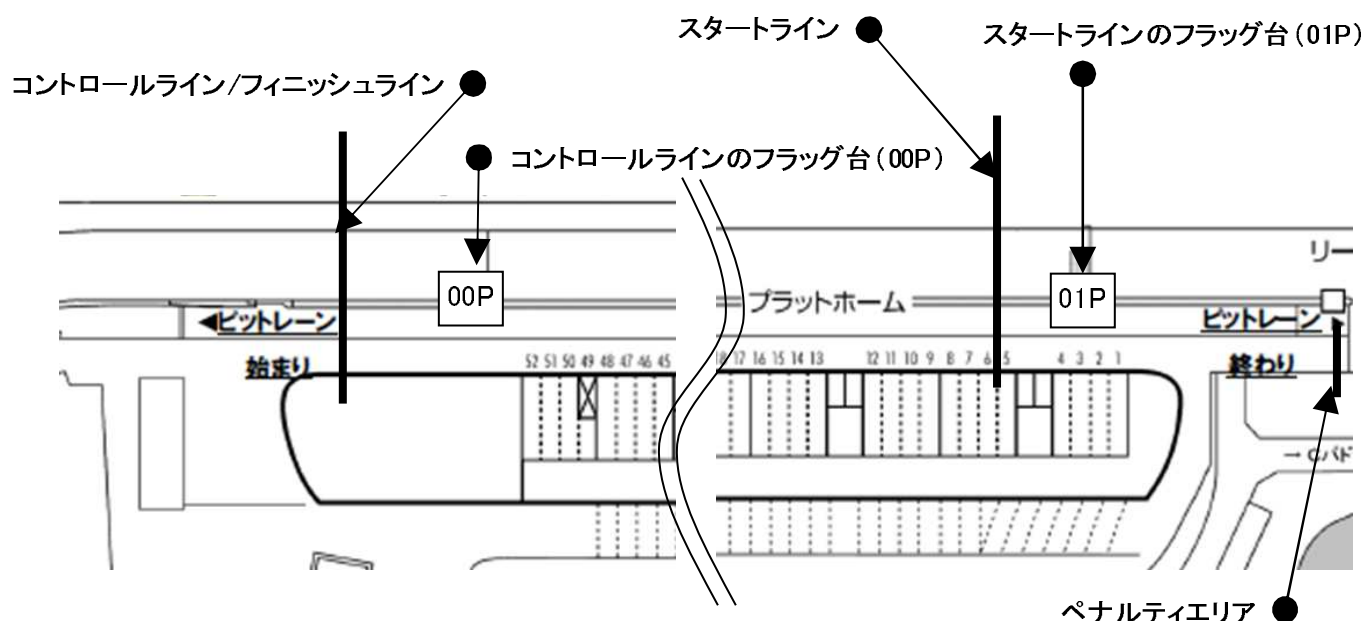 スタートライン
スタートラインのフラッグ台(01P)
コントロールライン/フィニッシュライン
コントロールラインのフラッグ台(00P)
リー
00P
プラットホーム
01P
◀ピットレーン
ピットレーン
始まり
52 51 50 49 48 47 46 45
18 17 16 15 14 13
12 11 10 9 8 7 6 5
4 3 2 1
終わり
→ Cパド
ペナルティエリア